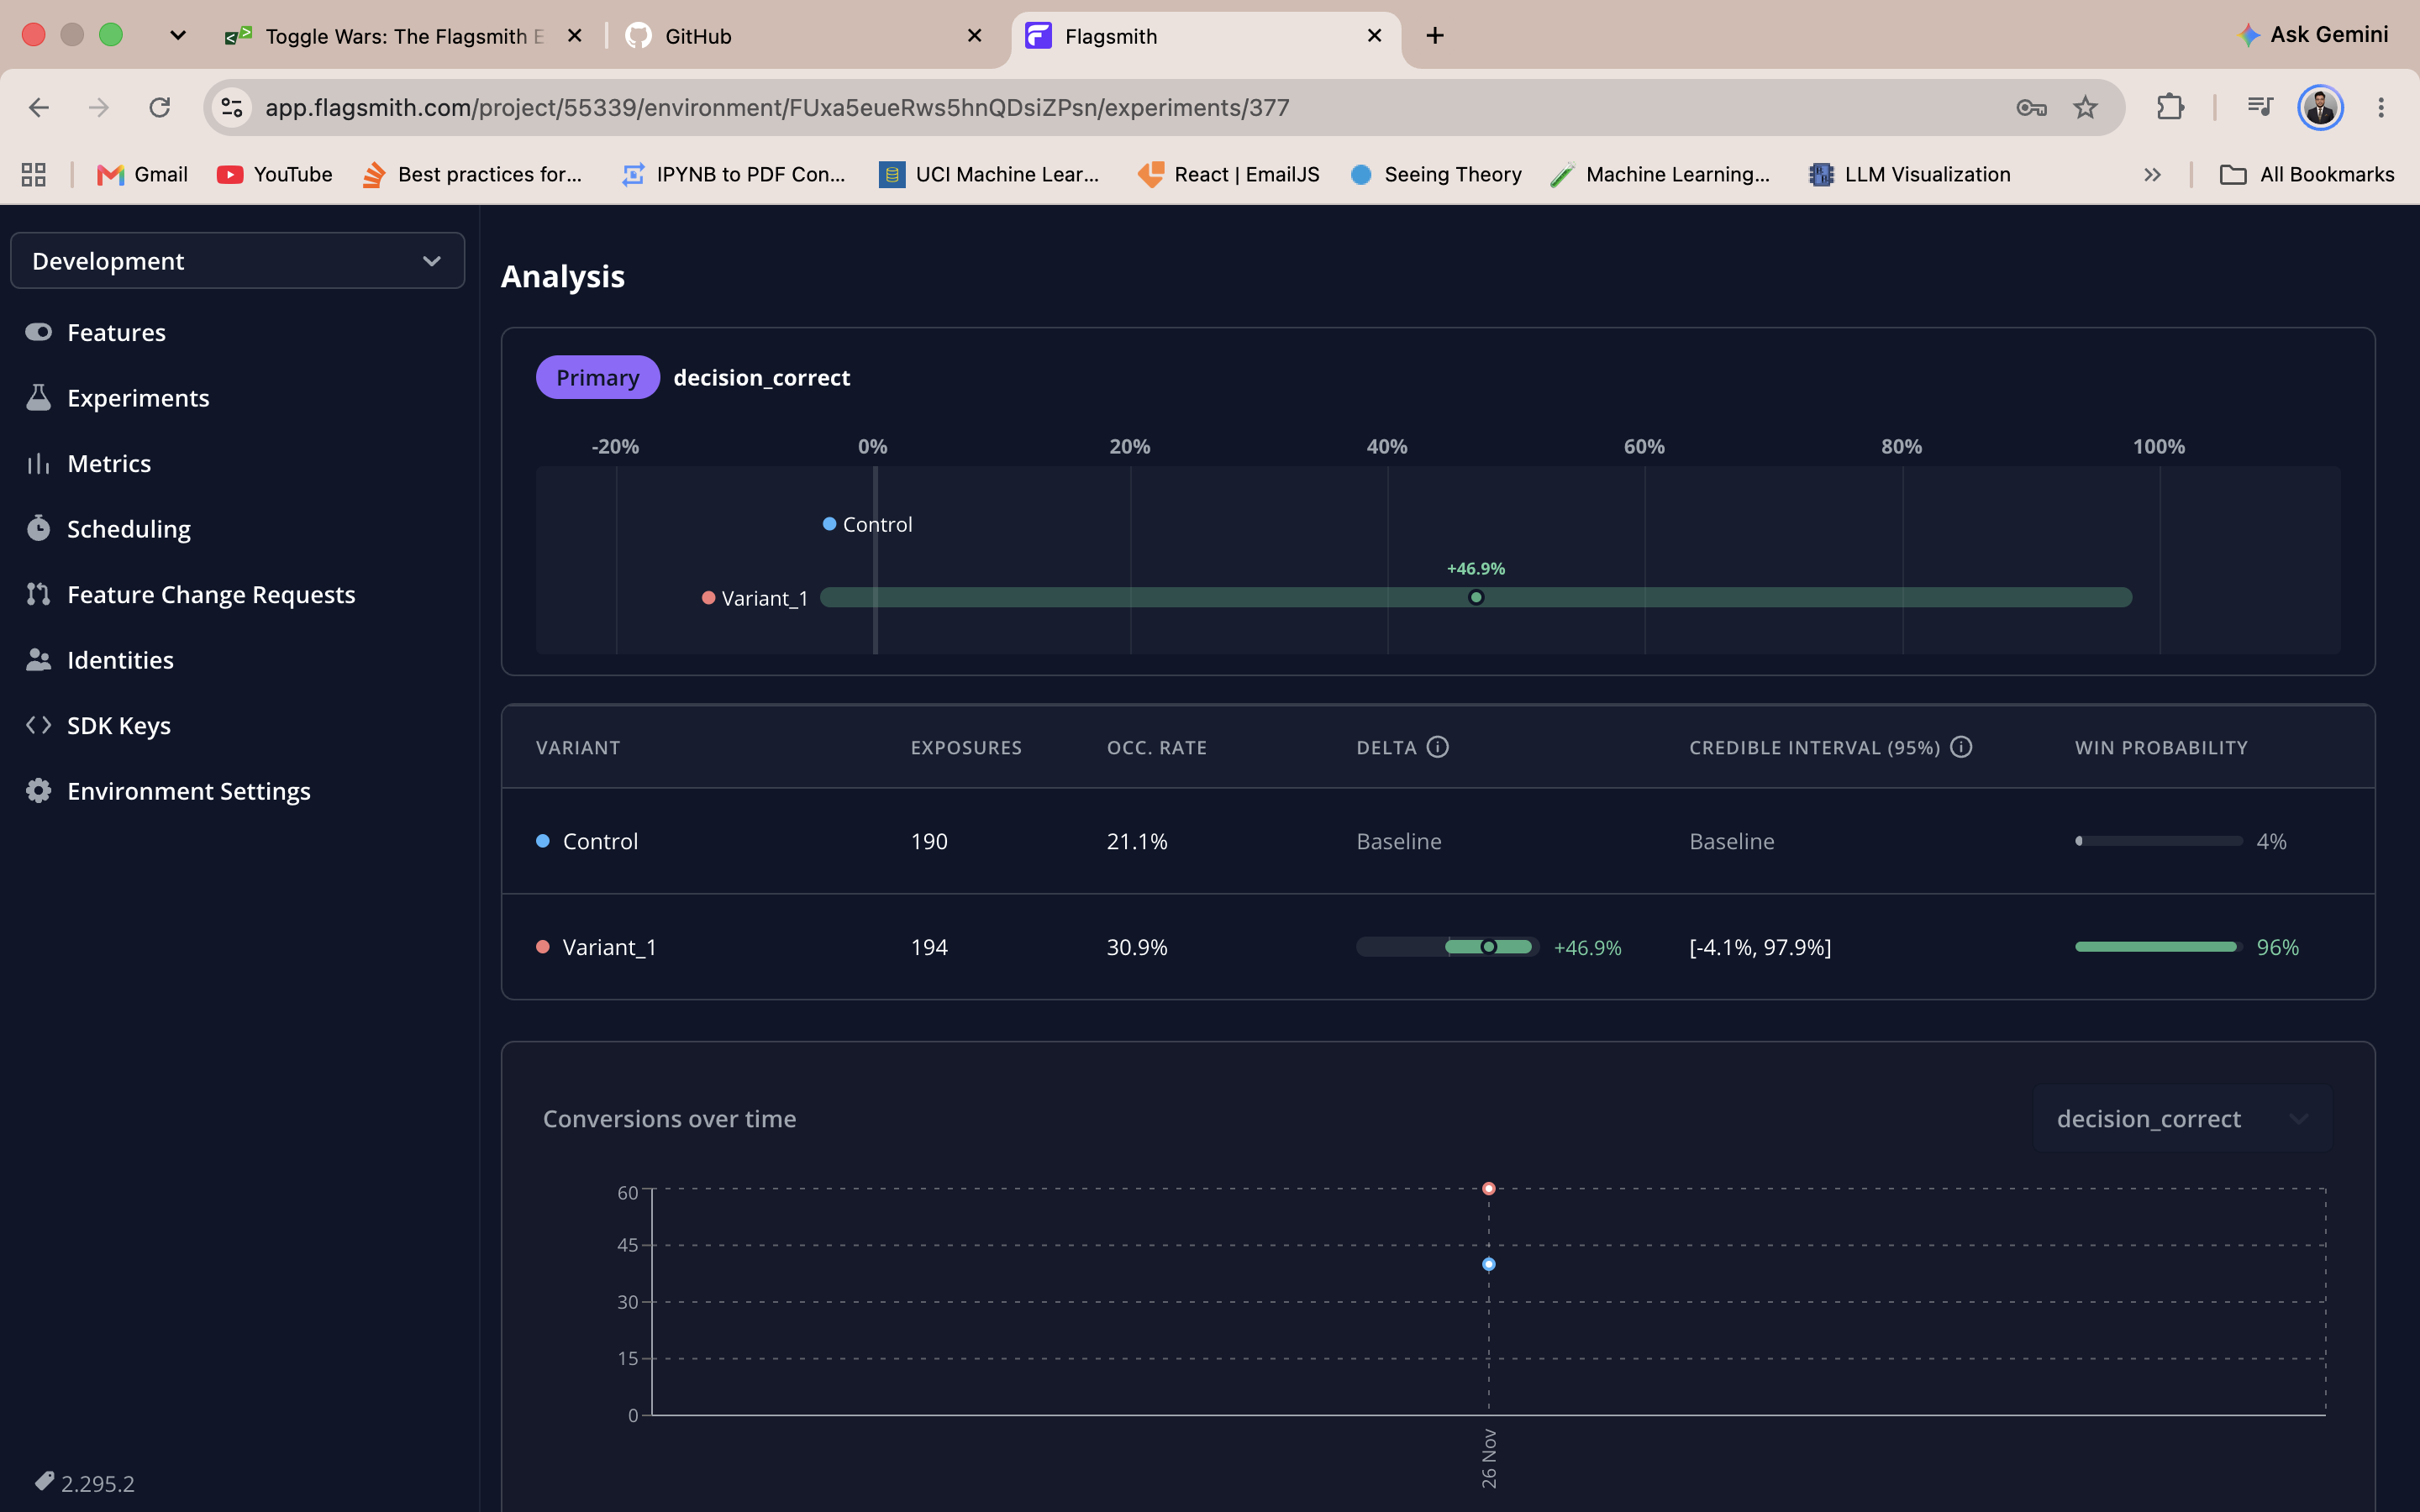 Toggle Wars: The Flagsmith E
GitHub
Flagsmith
Ask Gemini
app.flagsmith.com/project/55339/environment/FUxa5eueRws5hnQDsiZPsn/experiments/377
Gmail
YouTube
Best practices for...
IPYNB to PDF Con...
UCI Machine Lear...
React | EmailJS
Seeing Theory
Machine Learning...
LLM Visualization
All Bookmarks
Development
Features
Experiments
Metrics
Scheduling
Feature Change Requests
Identities
SDK Keys
Environment Settings
2.295.2
Analysis
Primary decision_correct
-20% 0% 20% 40% 60% 80% 100%
Control
+46.9%
Variant_1
VARIANT EXPOSURES OCC. RATE DELTA CREDIBLE INTERVAL (95%) WIN PROBABILITY
Control 190 21.1% Baseline Baseline 4%
Variant_1 194 30.9% +46.9% [-4.1%, 97.9%] 96%
Conversions over time
decision_correct
60
45
30
15
0
26 Nov